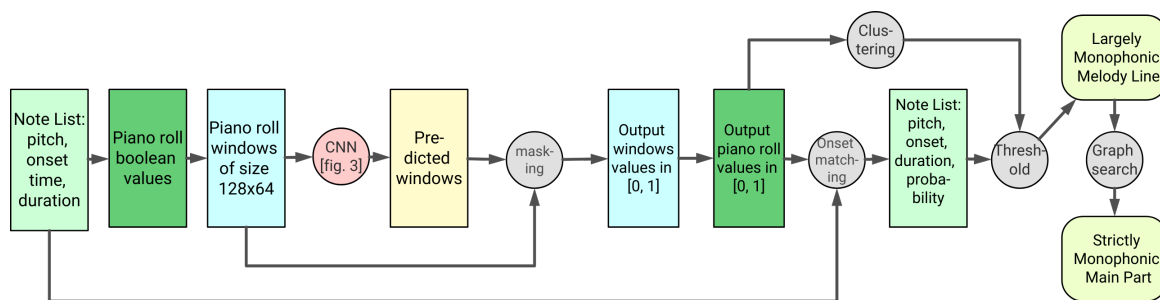 Note List:
pitch,
onset
time,
duration
Piano roll
boolean
values
Piano roll
windows
of size
128x64
CNN
[fig. 3]
Pre-
dicted
windows
mask-
ing
Output
windows
values in
[0, 1]
Output
piano roll
values in
[0, 1]
Clus-
tering
Onset
match-
ing
Note List:
pitch,
onset,
duration,
proba-
bility
Thresh-
old
Largely
Monophonic
Melody Line
Graph
search
Strictly
Monophonic
Main Part